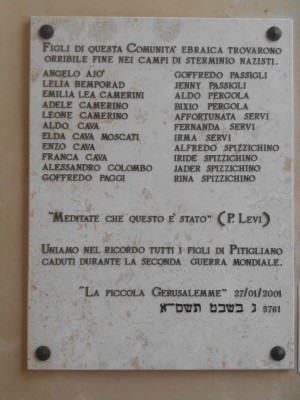 FIGLI DI QUESTA COMUNITA' EBRAICA TROVARONO
ORRIBILE FINE NEI CAMPI DI STERMINIO NAZISTI.
ANGELO AJO'
LELIA BEMPORAD
EMILIA LEA CAMERINI
ADELE CAMERINO
LEONE CAMERINO
ALDO CAVA
ELDA CAVA MOSCATI
ENZO CAVA
FRANCA CAVA
ALESSANDRO COLOMBO
GOFFREDO PAGGI
GOFFREDO PASSIGLI
JENNY PASSIGLI
ALDO PERGOLA
BIXIO PERGOLA
AFFORTUNATA SERVI
FERNANDA SERVI
IRMA SERVI
ALFREDO SPIZZICHINO
IRIDE SPIZZICHINO
JADER SPIZZICHINO
RINA SPIZZICHINO
"MEDITATE CHE QUESTO E' STATO" (P. LEVI)
UNIAMO NEL RICORDO TUTTI I FIGLI DI PITIGLIANO
CADUTI DURANTE LA SECONDA GUERRA MONDIALE.
"LA PICCOLA GERUSALEMME" 27/01/2001
ג בשבט תשס"א 5761